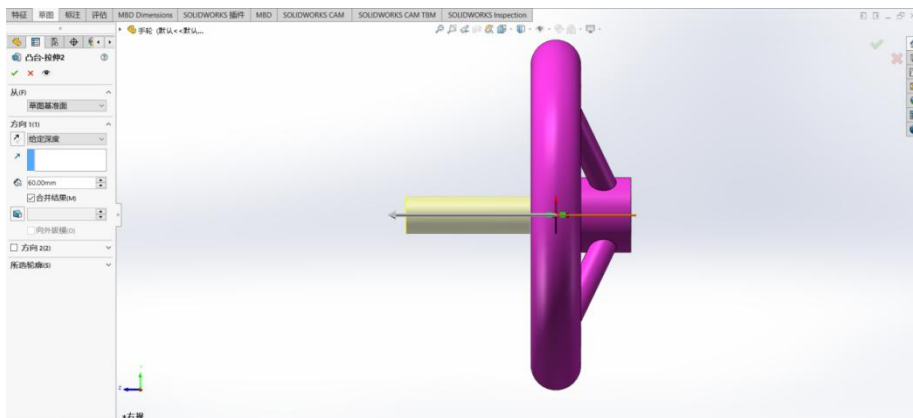 特征 草图 标注 评估 MBD Dimensions SOLIDWORKS 插件 MBD SOLIDWORKS CAM SOLIDWORKS CAM TBM SOLIDWORKS Inspection
手轮 (默认<<默认...
凸台-拉伸2
从(F)
草图基准面
方向 1(1)
给定深度
60.00mm
合并结果(M)
向外拔模(O)
方向 2(2)
所选轮廓(S)
Z
*右视